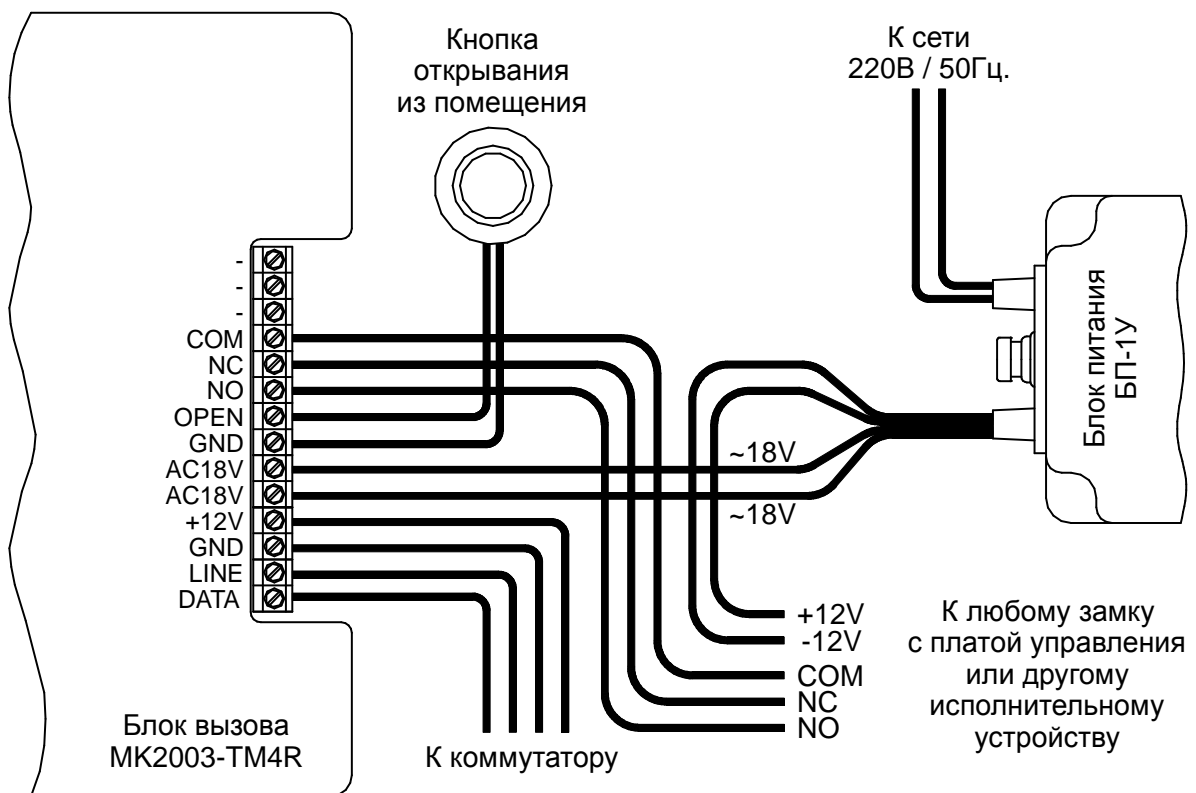 Кнопка
открывания
из помещения
К сети
220В / 50Гц.
Блок питания
БП-1У
-
-
-
COM
NC
NO
OPEN
GND
AC18V
AC18V
+12V
GND
LINE
DATA
~18V
~18V
+12V
-12V
COM
NC
NO
К любому замку
с платой управления
или другому
исполнительному
устройству
Блок вызова
МК2003-ТМ4R
К коммутатору